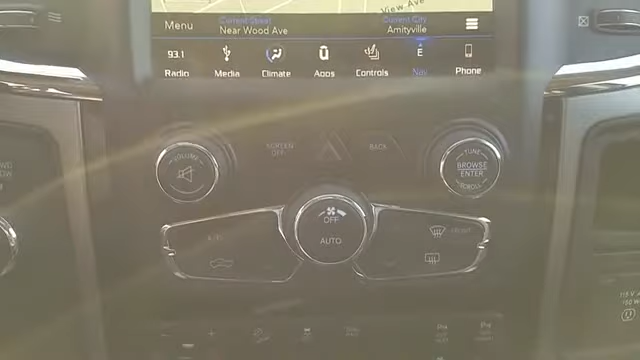 View Ave
Menu
Current Street
Near Wood Ave
Current City
Amityville
93.1
E
Radio Media Climate Apps Controls Nav Phone
VOLUME
SCREEN
OFF
BACK
TUNE
BROWSE
ENTER
SCROLL
OFF
AUTO
A/C
FRONT
115 V